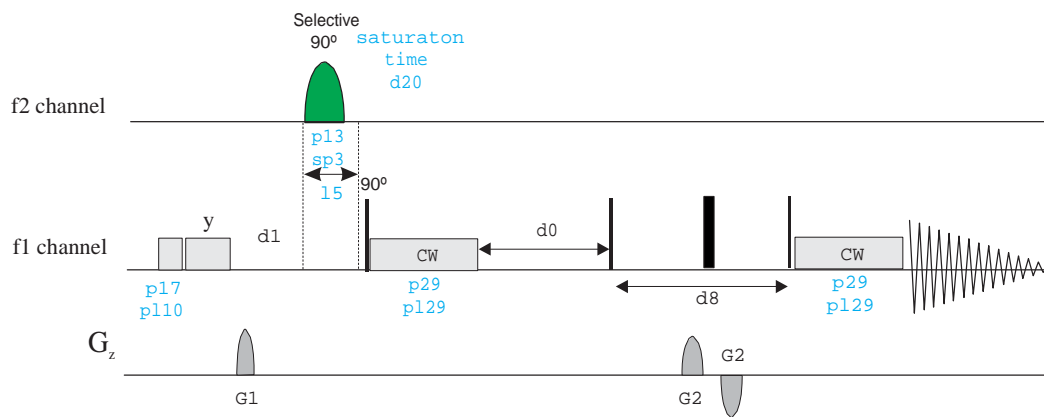 Selective
90º
saturaton
time
d20
f2 channel
p13
sp3
l5
90º
y
d1
d0
f1 channel
CW
CW
p17
pl10
p29
pl29
d8
p29
pl29
Gz
G2
G1
G2